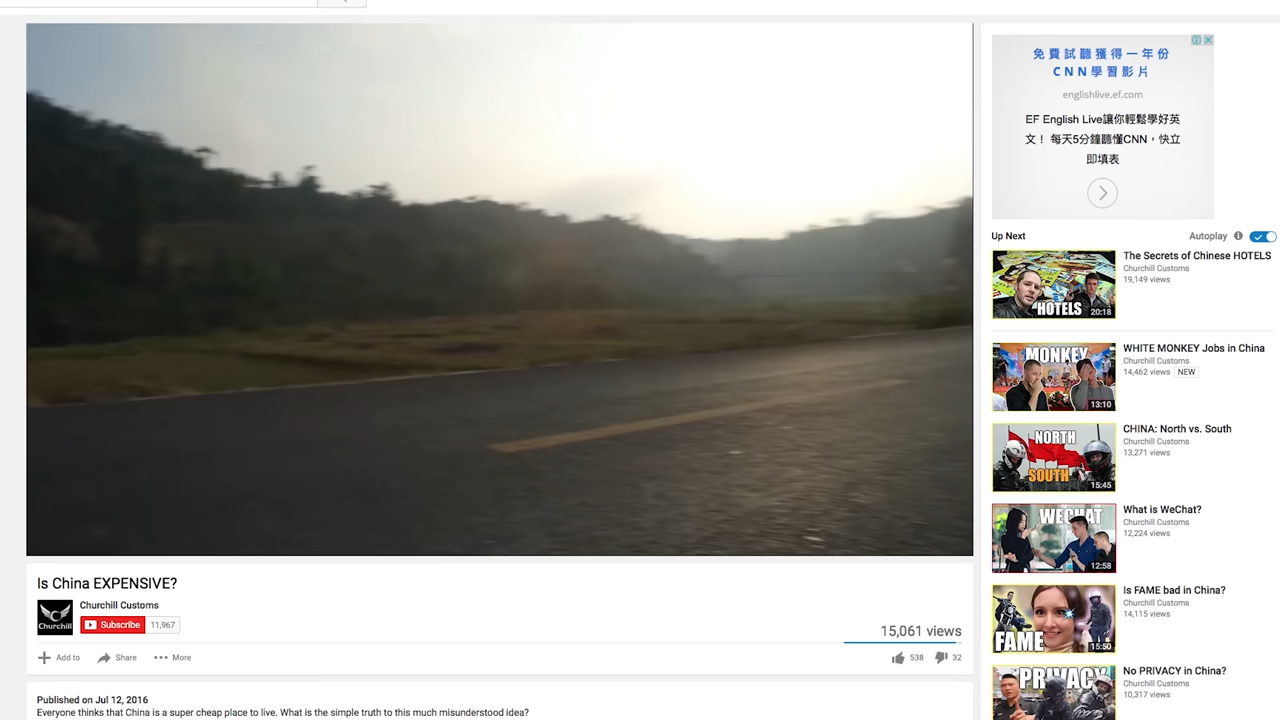 免費試聽獲得一年份
CNN學習影片
englishlive.ef.com
EF English Live讓你輕鬆學好英
文！ 每天5分鐘聽懂CNN，快立
即填表
Up Next
Autoplay
The Secrets of Chinese HOTELS
Churchill Customs
19,149 views
HOTELS
20:18
WHITE MONKEY Jobs in China
Churchill Customs
14,462 views NEW
MONKEY
13:10
CHINA: North vs. South
Churchill Customs
13,271 views
NORTH
SOUTH
15:45
What is WeChat?
Churchill Customs
12,224 views
WECHAT
12:58
Is FAME bad in China?
Churchill Customs
14,115 views
FAME
15:50
No PRIVACY in China?
Churchill Customs
10,317 views
PRIVACY
Is China EXPENSIVE?
Churchill
Churchill Customs
Subscribe 11,967
15,061 views
Add to Share More
538 32
Published on Jul 12, 2016
Everyone thinks that China is a super cheap place to live. What is the simple truth to this much misunderstood idea?